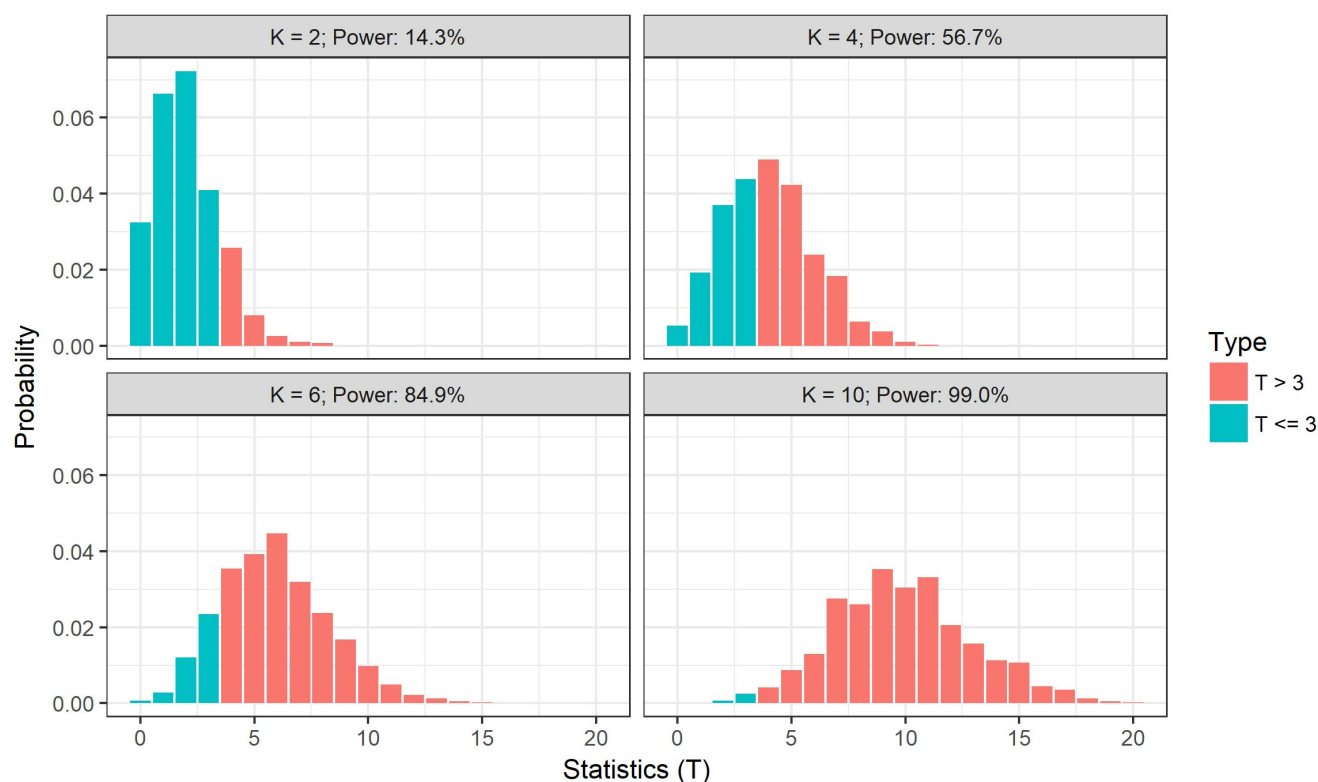 K = 2; Power: 14.3%
K = 4; Power: 56.7%
0.06
0.04
0.02
0.00
Probability
K = 6; Power: 84.9%
K = 10; Power: 99.0%
0.06
0.04
0.02
0.00
0 5 10 15 20
0 5 10 15 20
Statistics (T)
Type
T > 3
T <= 3